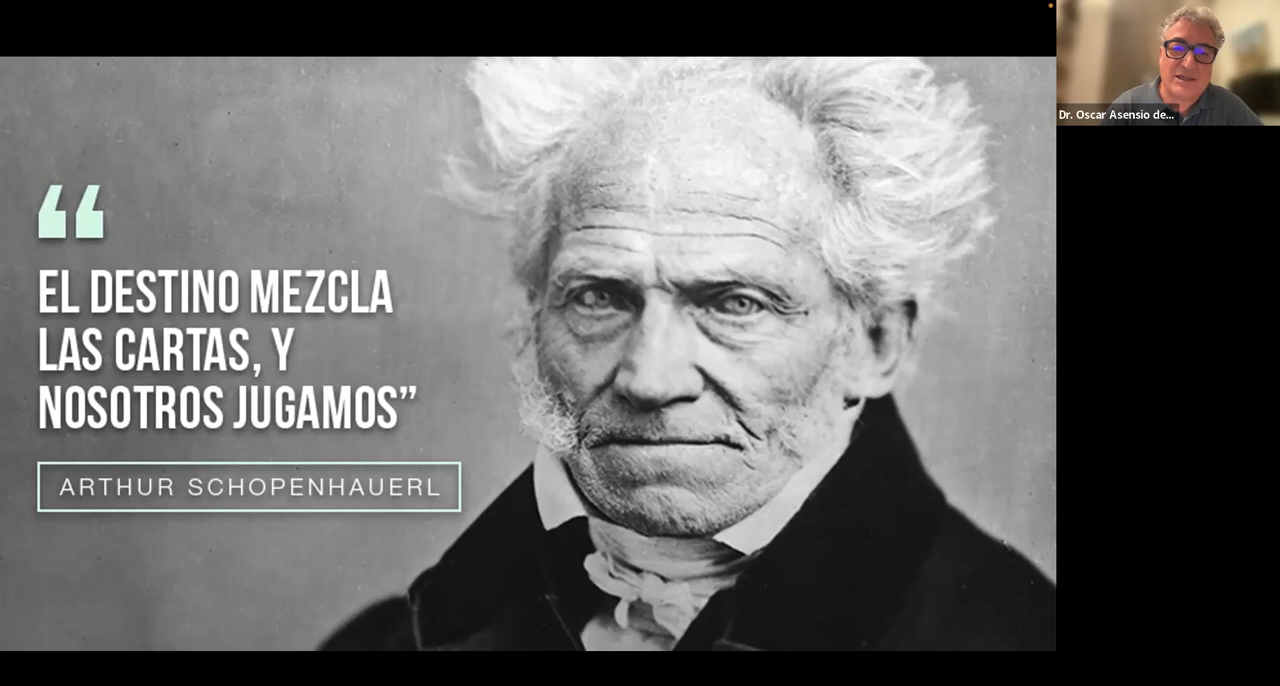 “
EL DESTINO MEZCLA
LAS CARTAS, Y
NOSOTROS JUGAMOS”
ARTHUR SCHOPENHAUERL
Dr. Oscar Asensio de...